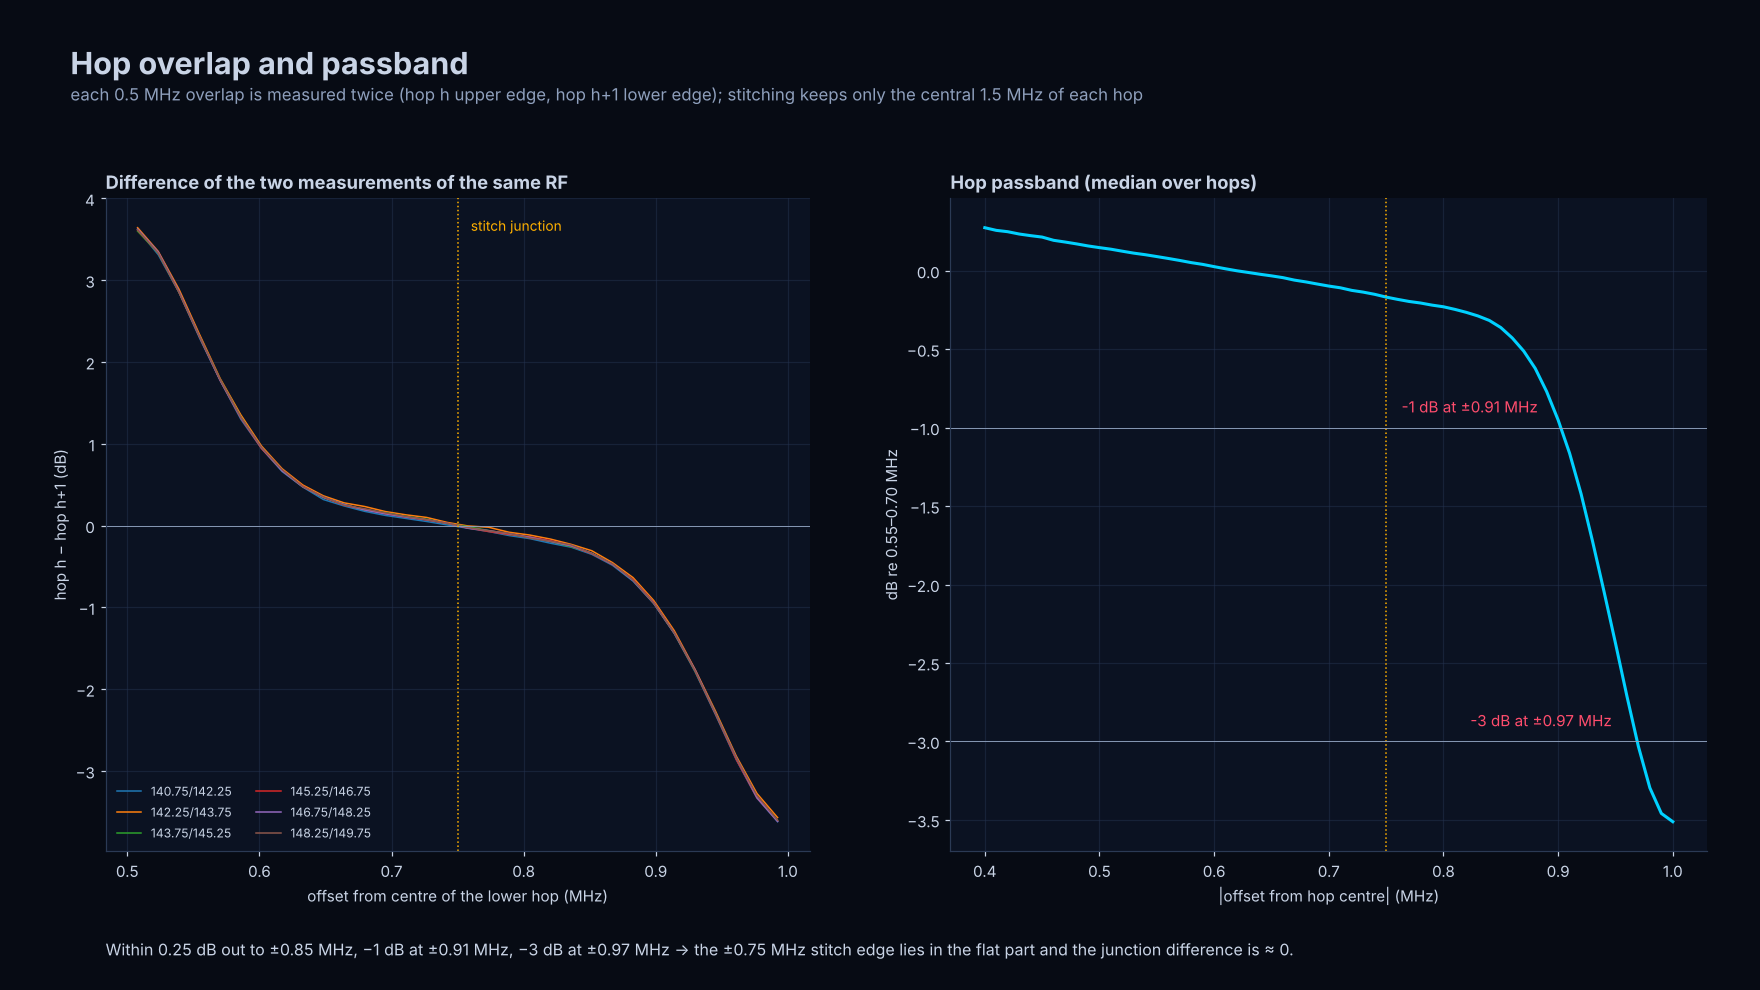 Hop overlap and passband
each 0.5 MHz overlap is measured twice (hop h upper edge, hop h+1 lower edge); stitching keeps only the central 1.5 MHz of each hop
Difference of the two measurements of the same RF
4
3
2
1
0
−1
−2
−3
hop h − hop h+1 (dB)
stitch junction
140.75/142.25
142.25/143.75
143.75/145.25
145.25/146.75
146.75/148.25
148.25/149.75
0.5 0.6 0.7 0.8 0.9 1.0
offset from centre of the lower hop (MHz)
Hop passband (median over hops)
0.0
−0.5
−1.0
−1.5
−2.0
−2.5
−3.0
−3.5
dB re 0.55–0.70 MHz
-1 dB at ±0.91 MHz
-3 dB at ±0.97 MHz
0.4 0.5 0.6 0.7 0.8 0.9 1.0
|offset from hop centre| (MHz)
Within 0.25 dB out to ±0.85 MHz, −1 dB at ±0.91 MHz, −3 dB at ±0.97 MHz → the ±0.75 MHz stitch edge lies in the flat part and the junction difference is ≈ 0.